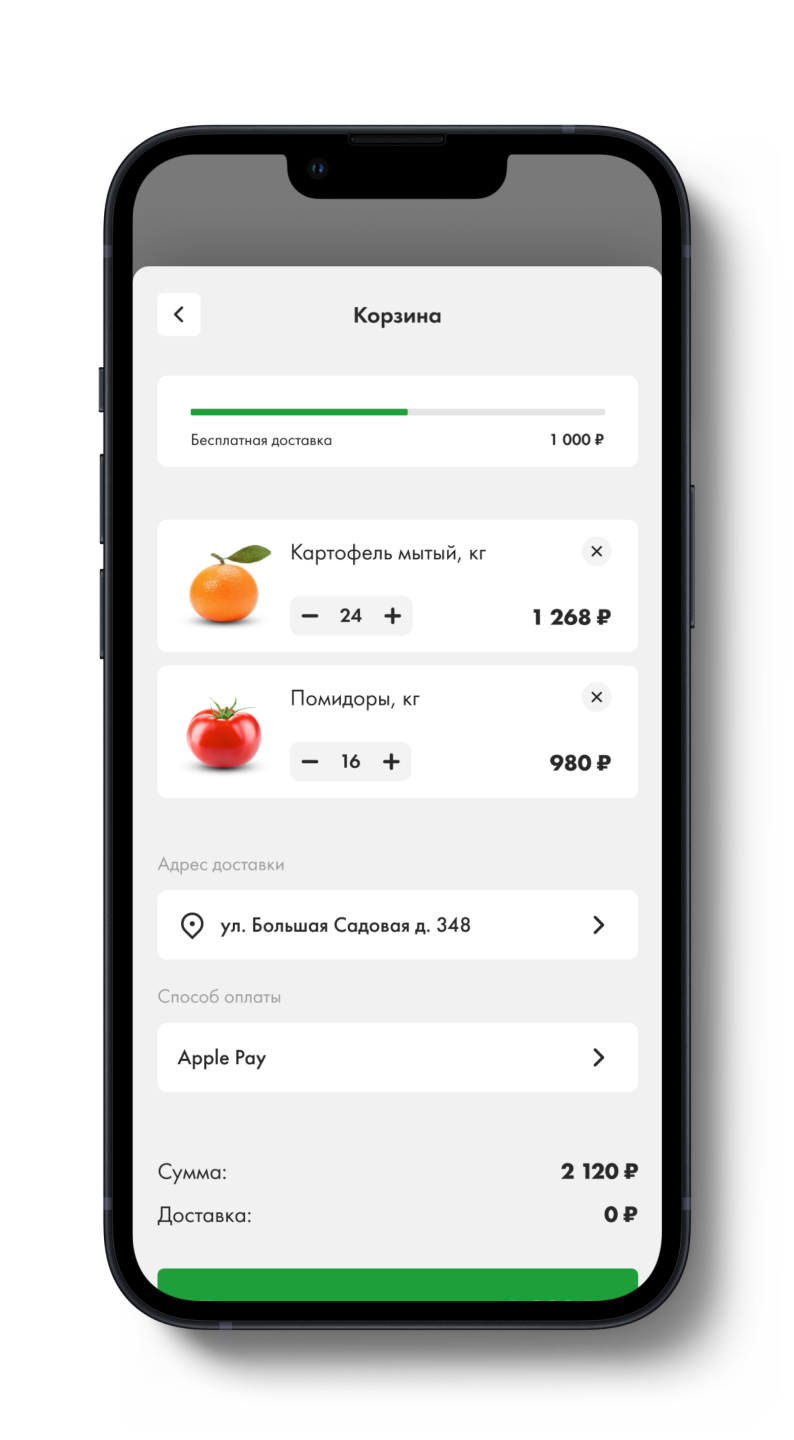 Корзина
Бесплатная доставка 1 000 ₽
Картофель мытый, кг
24 1 268 ₽
Помидоры, кг
16 980 ₽
Адрес доставки
ул. Большая Садовая д. 348
Способ оплаты
Apple Pay
Сумма: 2 120 ₽
Доставка: 0 ₽